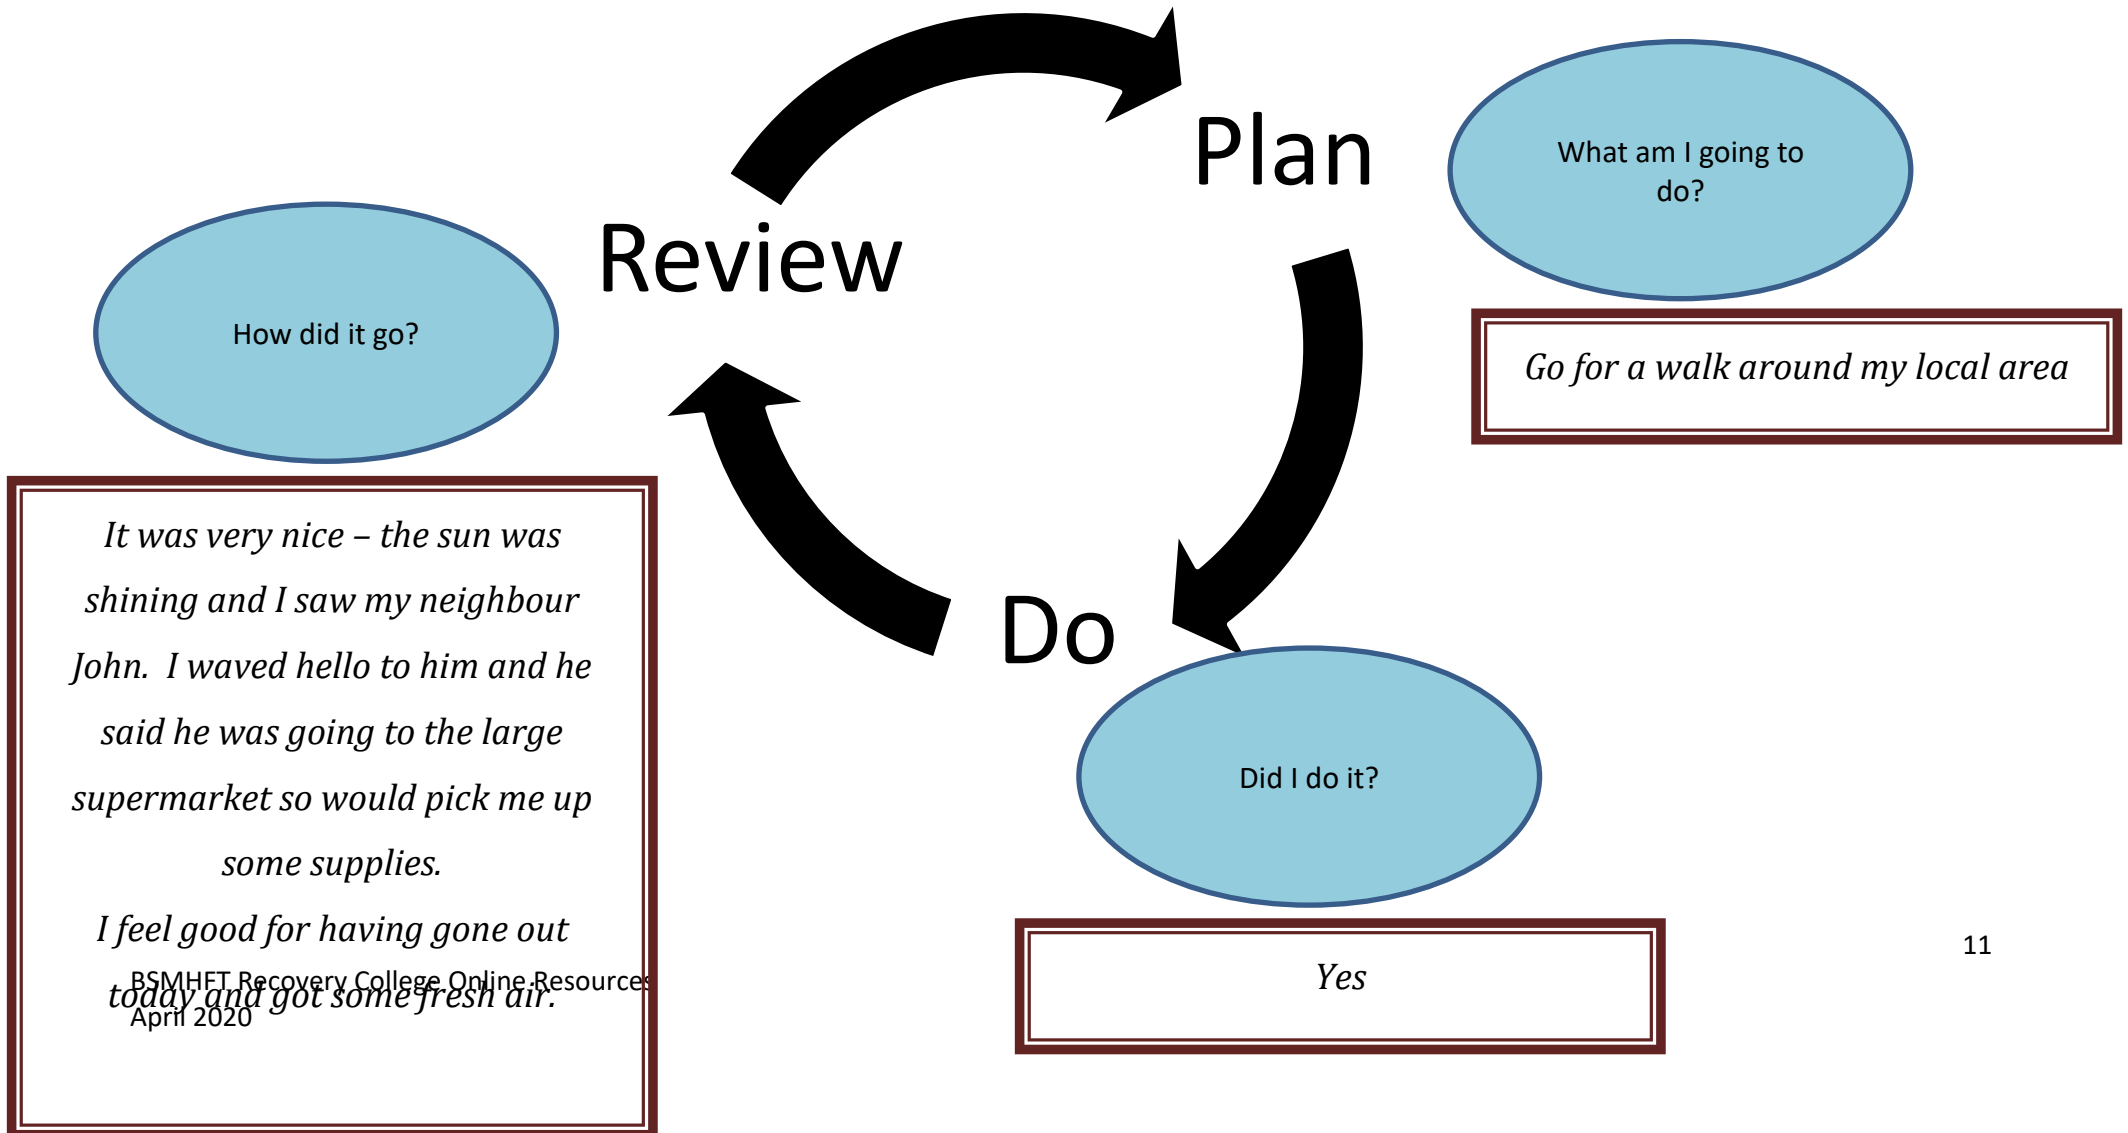 Plan
What am I going to
do?
Go for a walk around my local area
Do
Did I do it?
Yes
Review
How did it go?
It was very nice – the sun was
shining and I saw my neighbour
John.  I waved hello to him and he
said he was going to the large
supermarket so would pick me up
some supplies.
I feel good for having gone out
today and got some fresh air.
BSMHFT Recovery College Online Resources
April 2020
11